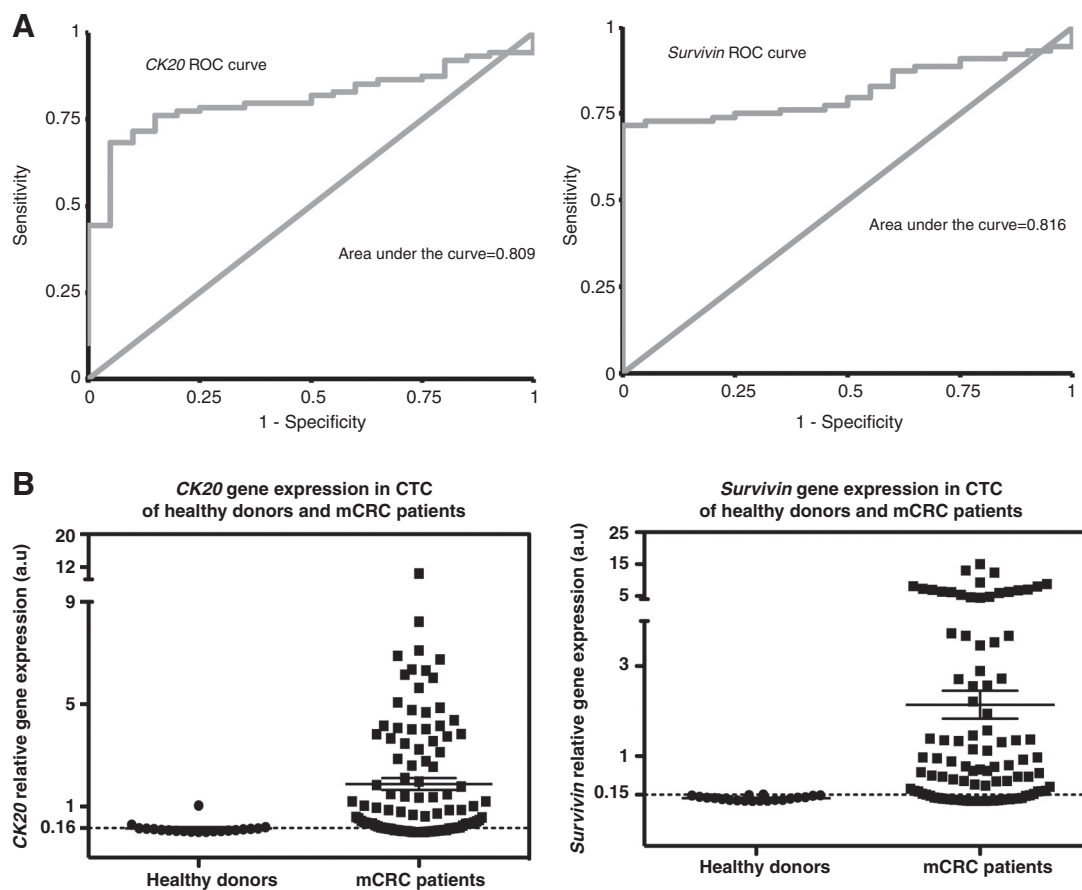 A
CK20 ROC curve
1
0.75
0.5
0.25
0
Sensitivity
Area under the curve=0.809
0 0.25 0.5 0.75 1
1 - Specificity
Survivin ROC curve
1
0.75
0.5
0.25
0
Sensitivity
Area under the curve=0.816
0 0.25 0.5 0.75 1
1 - Specificity
B
CK20 gene expression in CTC
of healthy donors and mCRC patients
CK20 relative gene expression (a.u)
20
12
9
5
1
0.16
Healthy donors mCRC patients
Survivin gene expression in CTC
of healthy donors and mCRC patients
Survivin relative gene expression (a.u)
25
15
5
3
1
0.15
Healthy donors mCRC patients